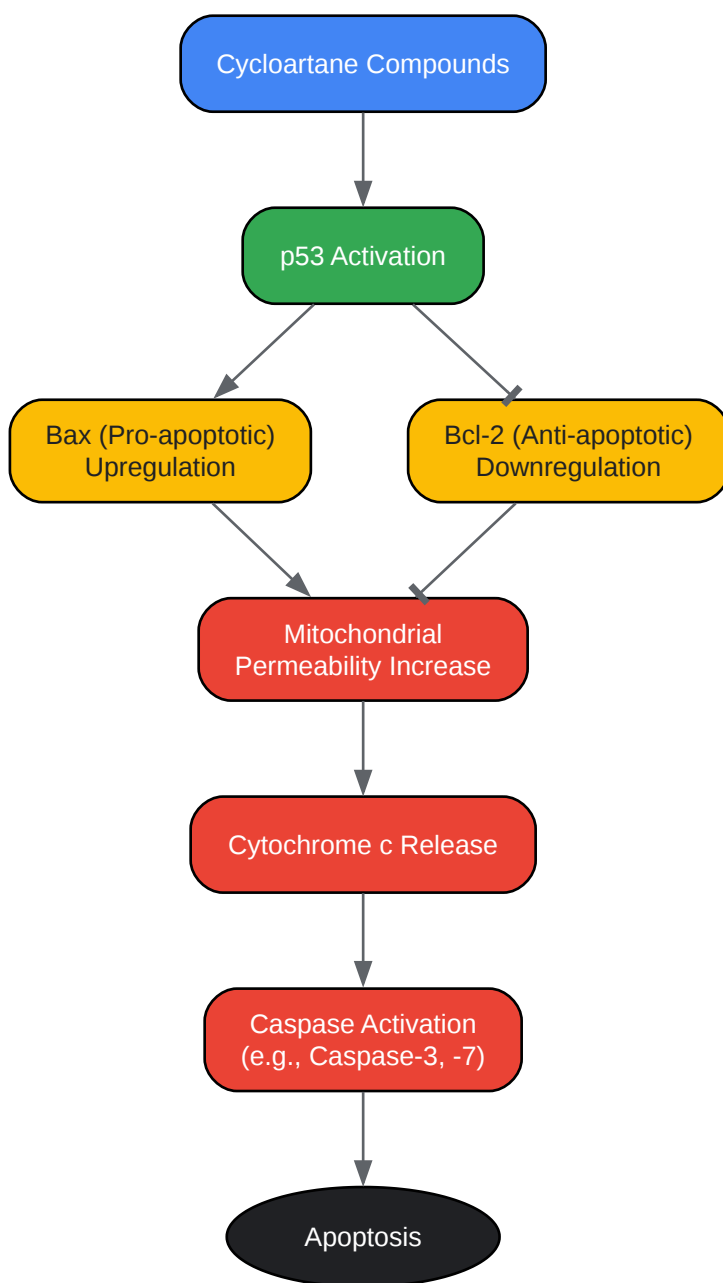 Cycloartane Compounds
p53 Activation
Bax (Pro-apoptotic)
Upregulation
Bcl-2 (Anti-apoptotic)
Downregulation
Mitochondrial
Permeability Increase
Cytochrome c Release
Caspase Activation
(e.g., Caspase-3, -7)
Apoptosis